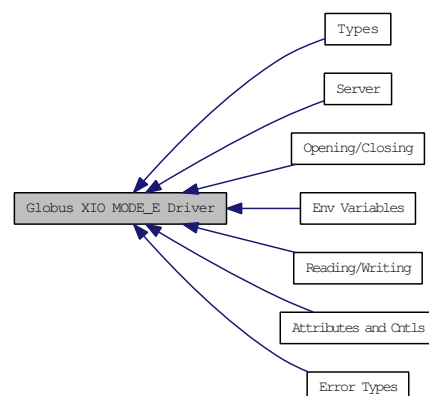 Types
Server
Opening/Closing
Globus XIO MODE_E Driver
Env Variables
Reading/Writing
Attributes and Cntls
Error Types